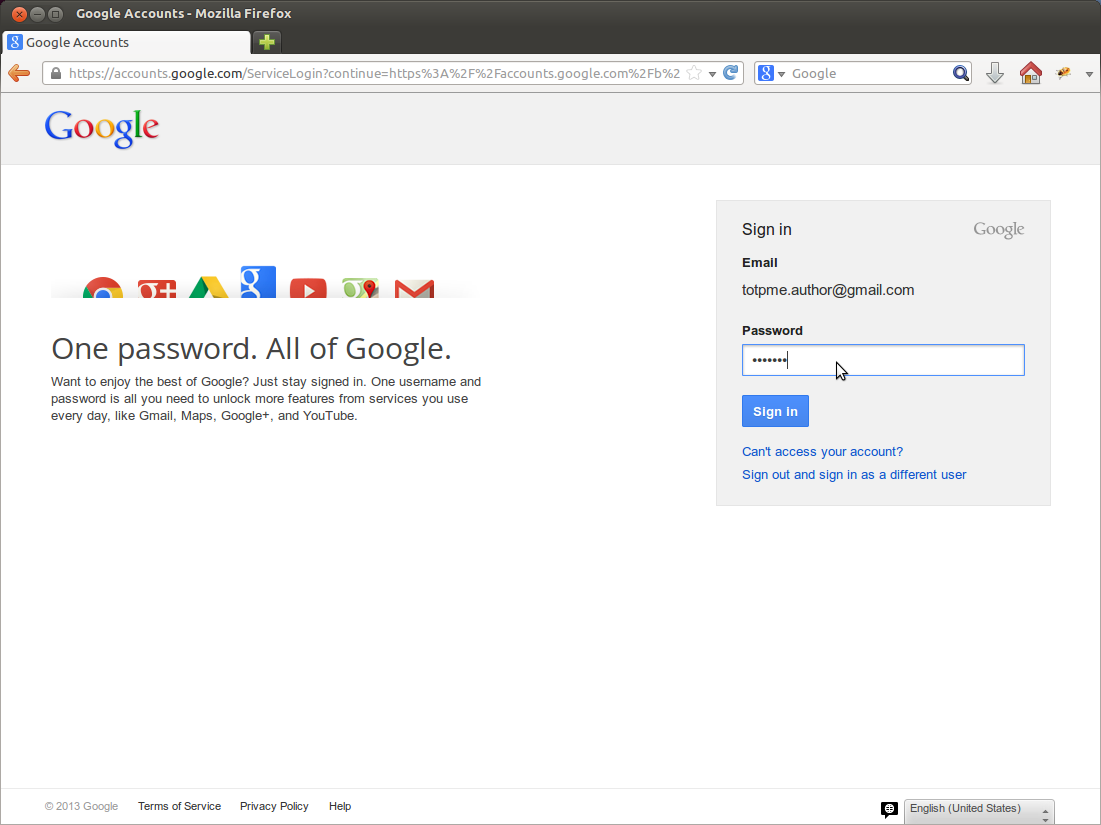 Google Accounts - Mozilla Firefox
Google Accounts
https://accounts.google.com/ServiceLogin?continue=https%3A%2F%2Faccounts.google.com%2Fb%2
Google
Google
Sign in
Google
Email
totpme.author@gmail.com
Password
•••••••
Sign in
Can't access your account?
Sign out and sign in as a different user
One password. All of Google.
Want to enjoy the best of Google? Just stay signed in. One username and
password is all you need to unlock more features from services you use
every day, like Gmail, Maps, Google+, and YouTube.
© 2013 Google Terms of Service Privacy Policy Help
English (United States)